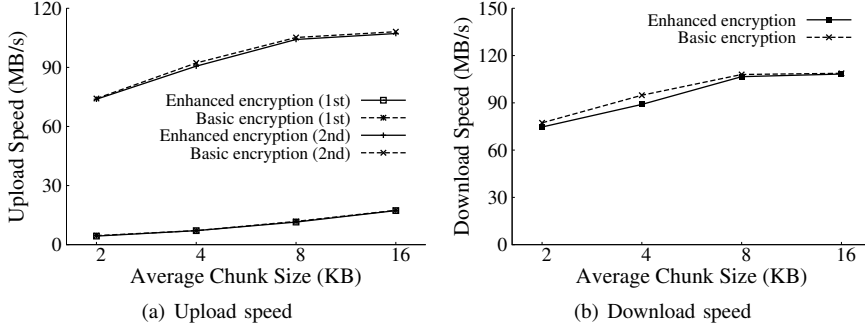 120
90
60
30
0
Upload Speed (MB/s)
Enhanced encryption (1st)
Basic encryption (1st)
Enhanced encryption (2nd)
Basic encryption (2nd)
2 4 8 16
Average Chunk Size (KB)
(a) Upload speed
150
120
90
60
30
0
Download Speed (MB/s)
Enhanced encryption
Basic encryption
2 4 8 16
Average Chunk Size (KB)
(b) Download speed